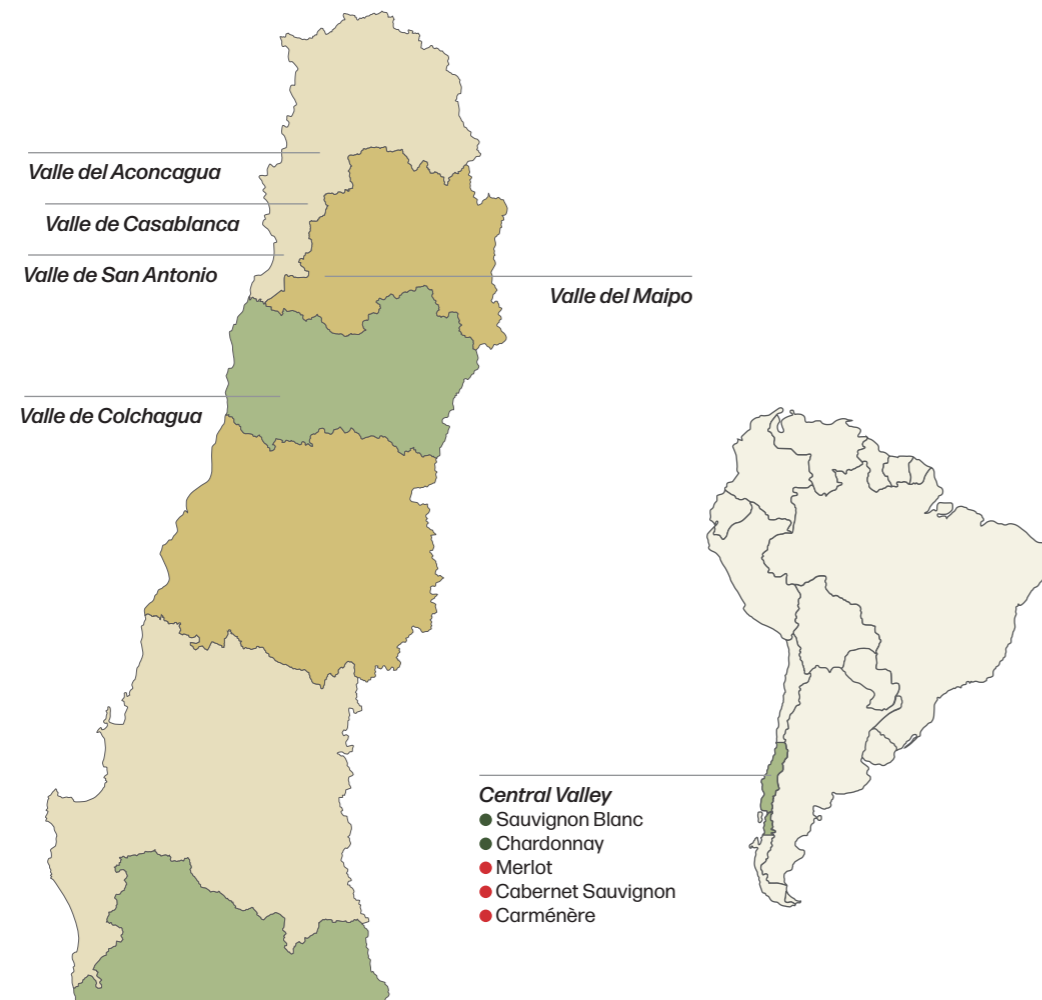 Valle del Aconcagua
Valle de Casablanca
Valle de San Antonio
Valle del Maipo
Valle de Colchagua
Central Valley
Sauvignon Blanc
Chardonnay
Merlot
Cabernet Sauvignon
Carménère